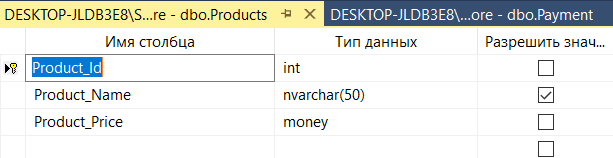 DESKTOP-JLDB3E8\S...re - dbo.Products DESKTOP-JLDB3E8\...ore - dbo.Payment
Имя столбца Тип данных Разрешить знач...
Product_Id int
Product_Name nvarchar(50)
Product_Price money